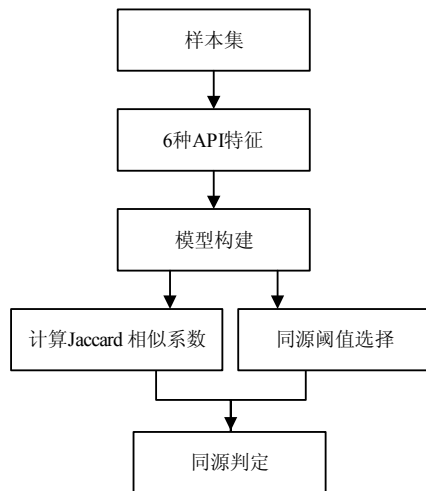 样本集
6种API特征
模型构建
计算Jaccard 相似系数
同源阈值选择
同源判定